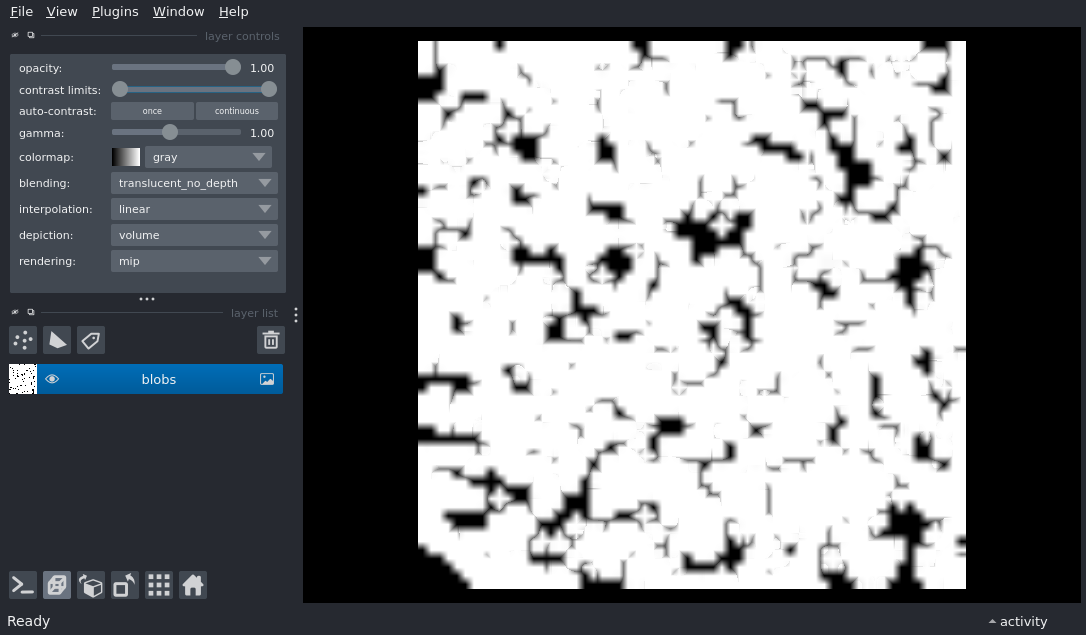 File View Plugins Window Help
layer controls
opacity: 1.00
contrast limits:
auto-contrast: once continuous
gamma: 1.00
colormap: gray
blending: translucent_no_depth
interpolation: linear
depiction: volume
rendering: mip
layer list
blobs
Ready activity